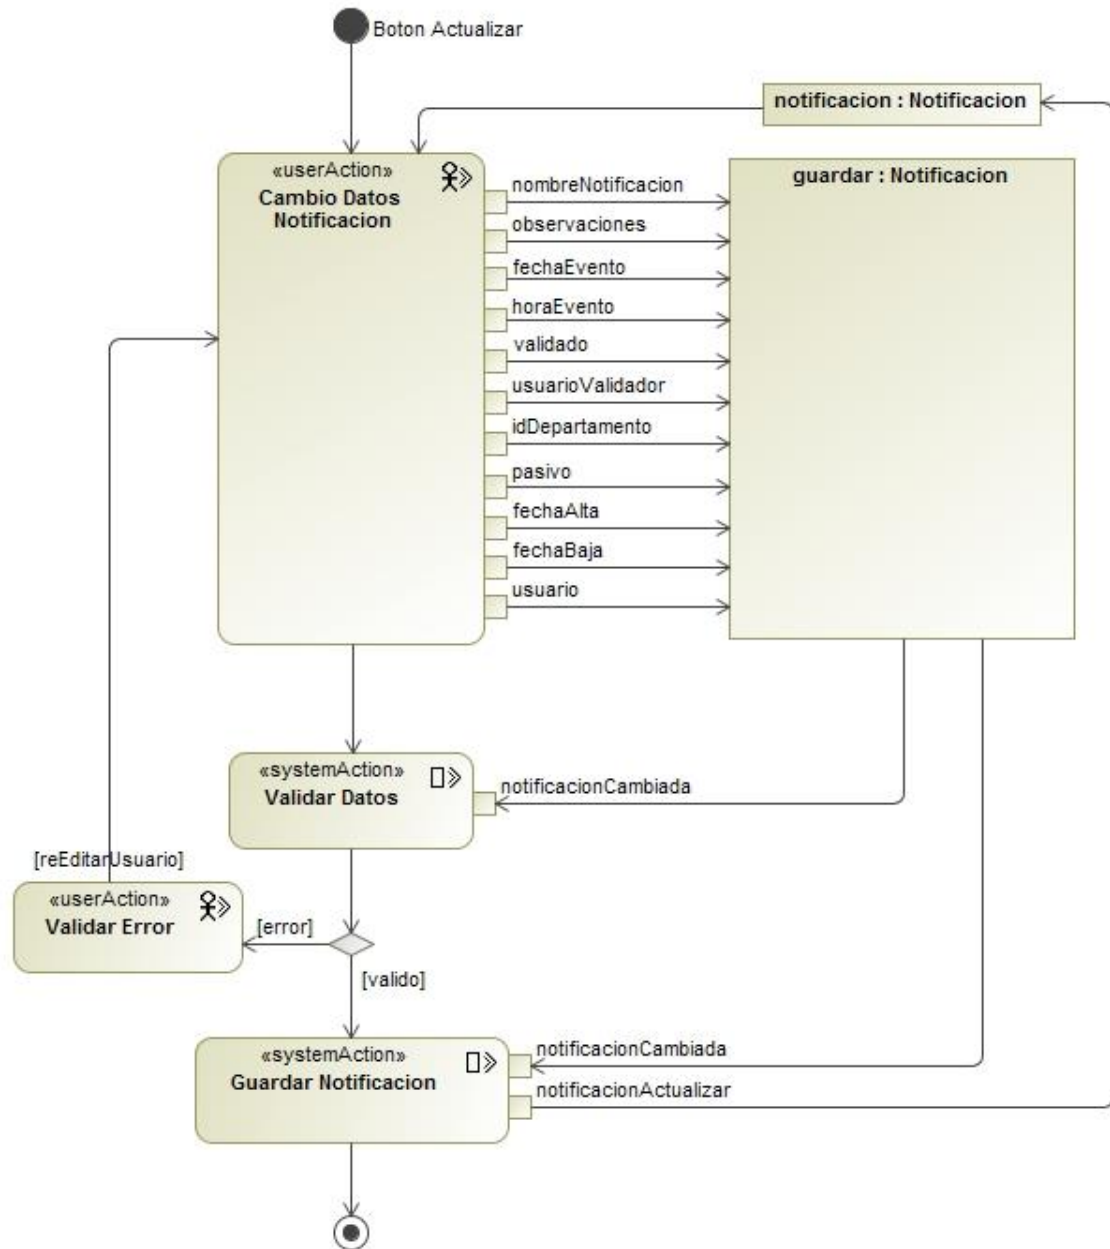 Boton Actualizar
notificacion : Notificacion
«userAction»
Cambio Datos
Notificacion
nombreNotificacion
observaciones
fechaEvento
horaEvento
validado
usuarioValidador
idDepartamento
pasivo
fechaAlta
fechaBaja
usuario
guardar : Notificacion
«systemAction»
Validar Datos
notificacionCambiada
[reEditarUsuario]
«userAction»
Validar Error
[error]
[valido]
«systemAction»
Guardar Notificacion
notificacionCambiada
notificacionActualizar